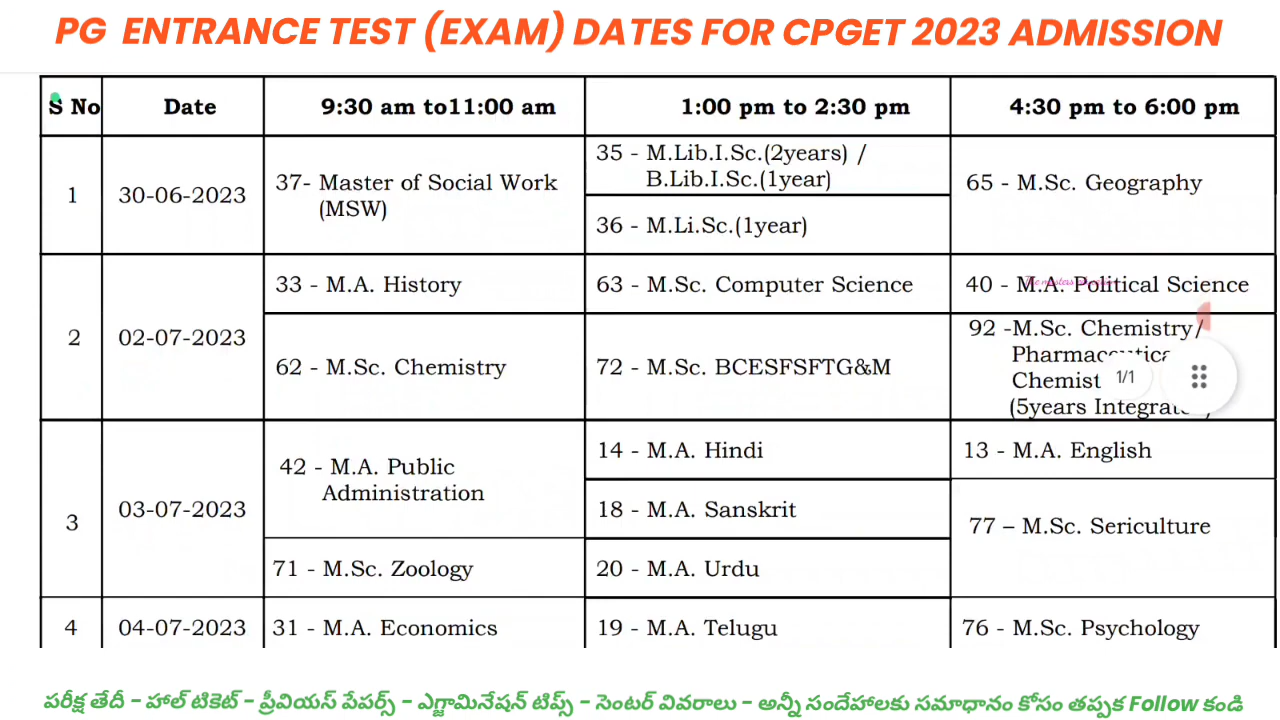 PG ENTRANCE TEST (EXAM) DATES FOR CPGET 2023 ADMISSION
S No Date 9:30 am to11:00 am 1:00 pm to 2:30 pm 4:30 pm to 6:00 pm
1 30-06-2023
37- Master of Social Work
(MSW)
35 - M.Lib.I.Sc.(2years) /
B.Lib.I.Sc.(1year)
36 - M.Li.Sc.(1year)
65 - M.Sc. Geography
2 02-07-2023
33 - M.A. History
63 - M.Sc. Computer Science
40 - M.A. Political Science
62 - M.Sc. Chemistry
72 - M.Sc. BCESFSFTG&M
92 -M.Sc. Chemistry/
(5years
1/1
3 03-07-2023
42 - M.A. Public
Administration
71 - M.Sc. Zoology
14 - M.A. Hindi
18 - M.A. Sanskrit
20 - M.A. Urdu
13 - M.A. English
77 – M.Sc. Sericulture
4 04-07-2023 31 - M.A. Economics 19 - M.A. Telugu 76 - M.Sc. Psychology
పరీక్ష తేదీ - హాల్ టికెట్ - ప్రీవియస్ పేపర్స్ - ఎగ్జామినేషన్ టిప్స్ - సెంటర్ వివరాలు - అన్నీ సందేహాలకు సమాధానం కోసం తప్పక Follow కండి